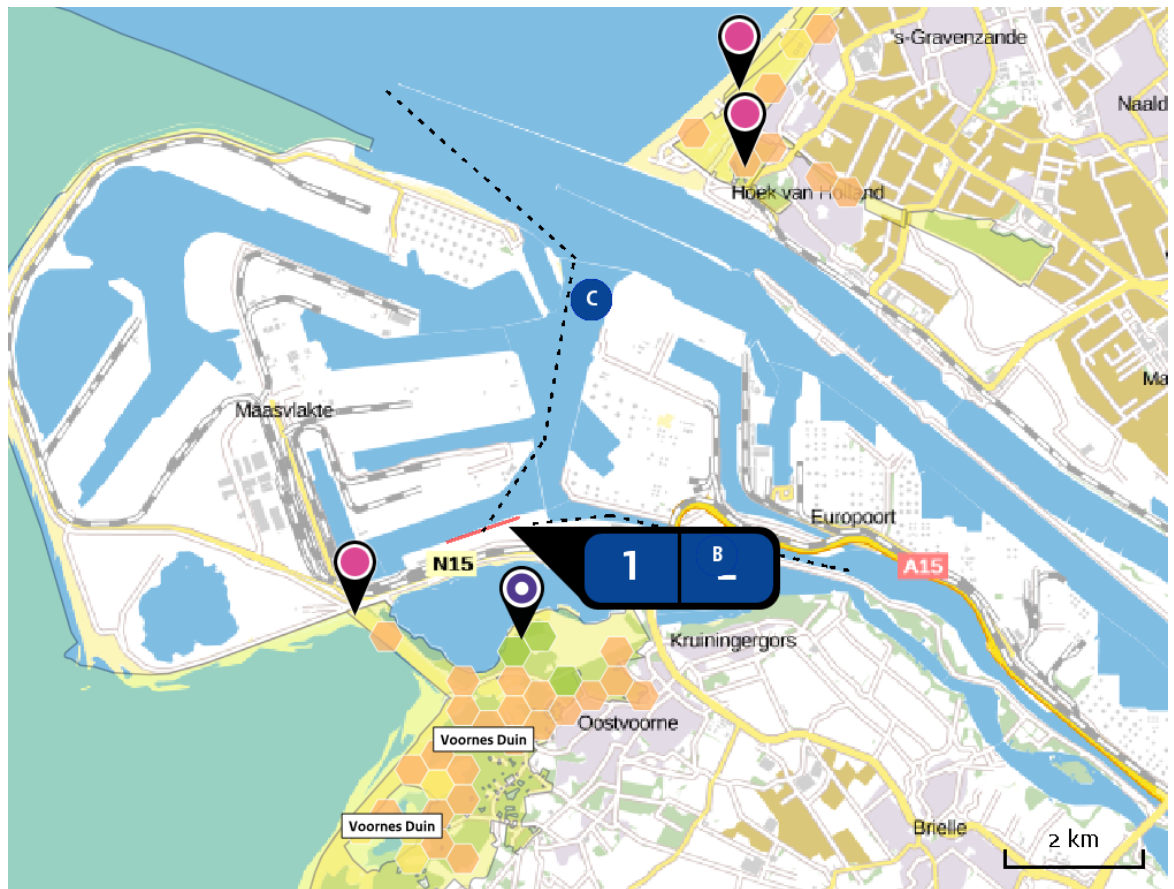 's-Gravenzande
Naald
Hoek van Holland
C
Maasvlakte
Ma
Europoort
N15
1
B
A15
Kruiningergors
Oostvoorne
Voornes Duin
Voornes Duin
Brielle
2 km